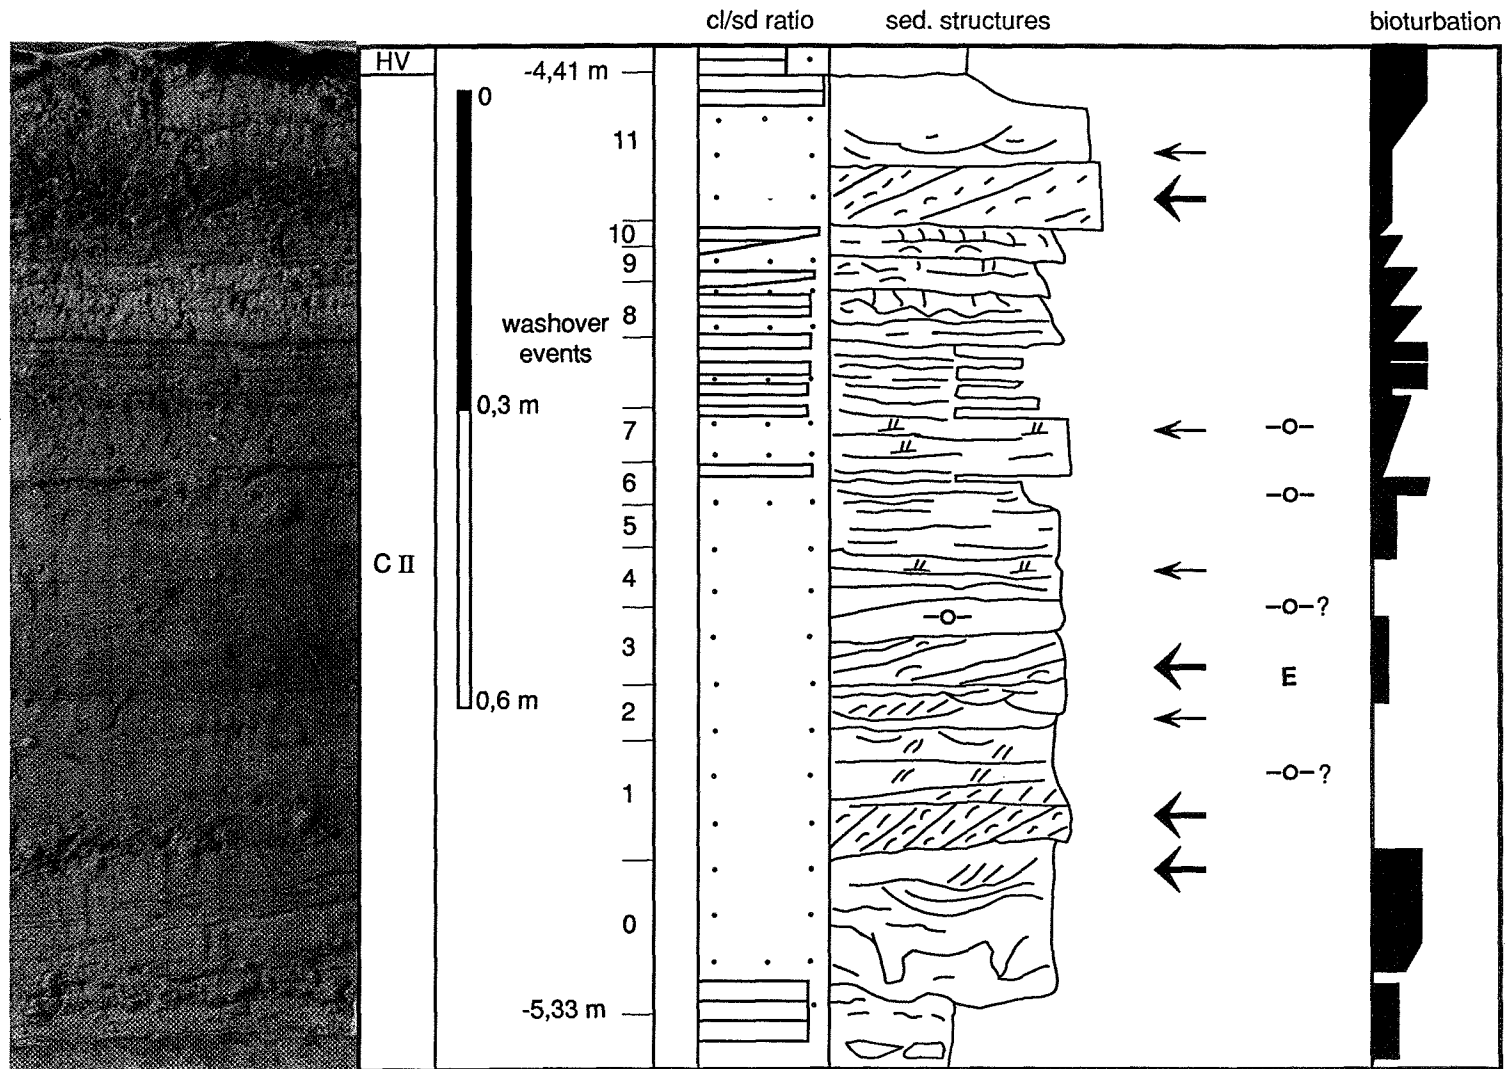 cl/sd ratio
sed. structures
bioturbation
HV
-4,41 m
0
11
10
9
washover
events
8
0,3 m
7
-O-
6
-O-
5
C II
4
-O-?
3
E
0,6 m
2
-O-?
1
0
-5,33 m